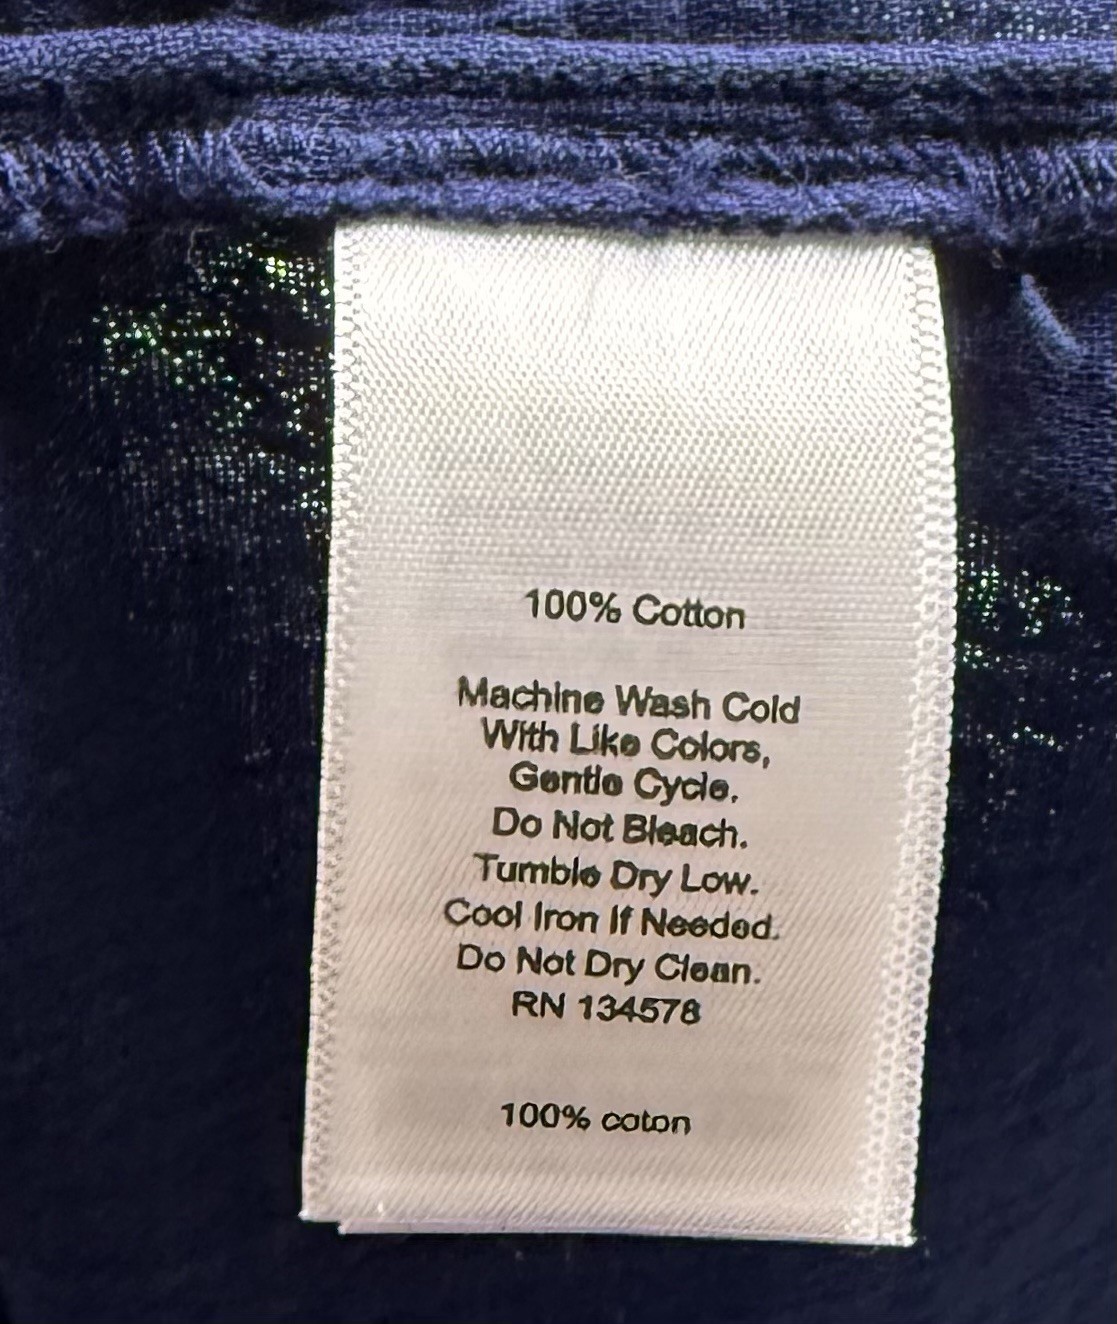 100% Cotton
Machine Wash Cold
With Like Colors,
Gentle Cycle.
Do Not Bleach.
Tumble Dry Low.
Cool Iron If Needed.
Do Not Dry Clean.
RN 134578
100% coton